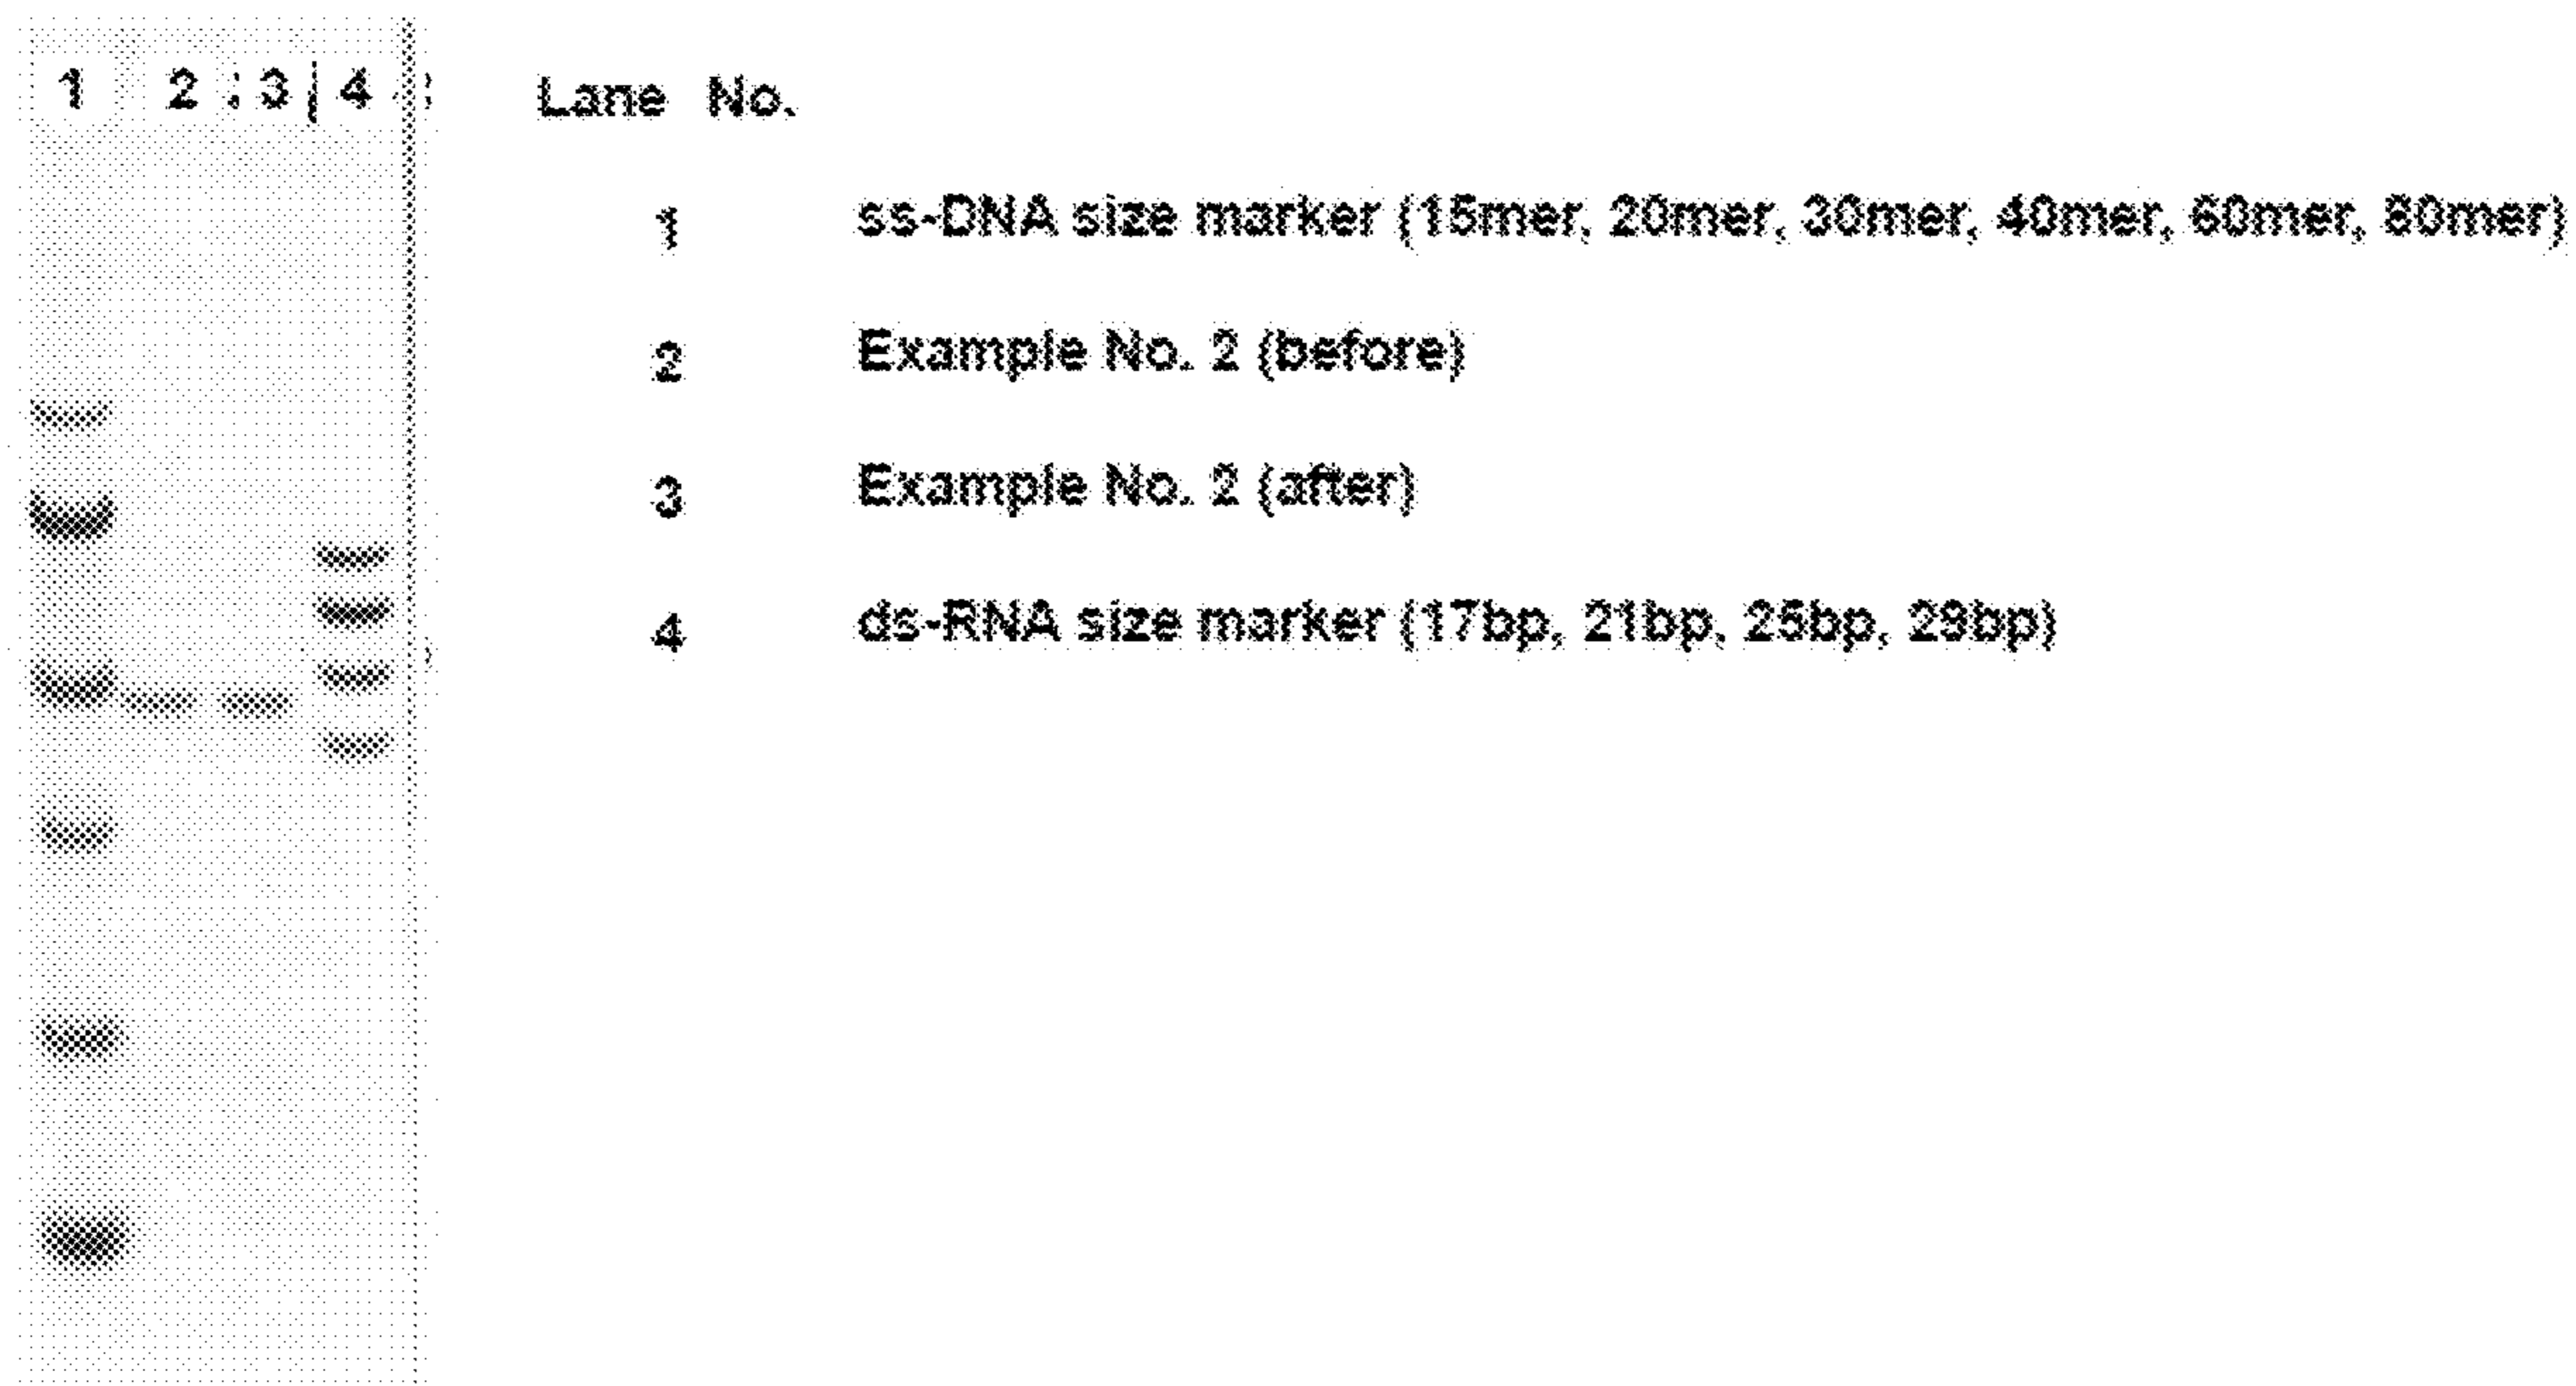 1 2 3 4
Lane No.
1 ss-DNA size marker (15mer, 20mer, 30mer, 40mer, 60mer, 80mer)
2 Example No. 2 (before)
3 Example No. 2 (after)
4 ds-RNA size marker (17bp, 21bp, 25bp, 29bp)